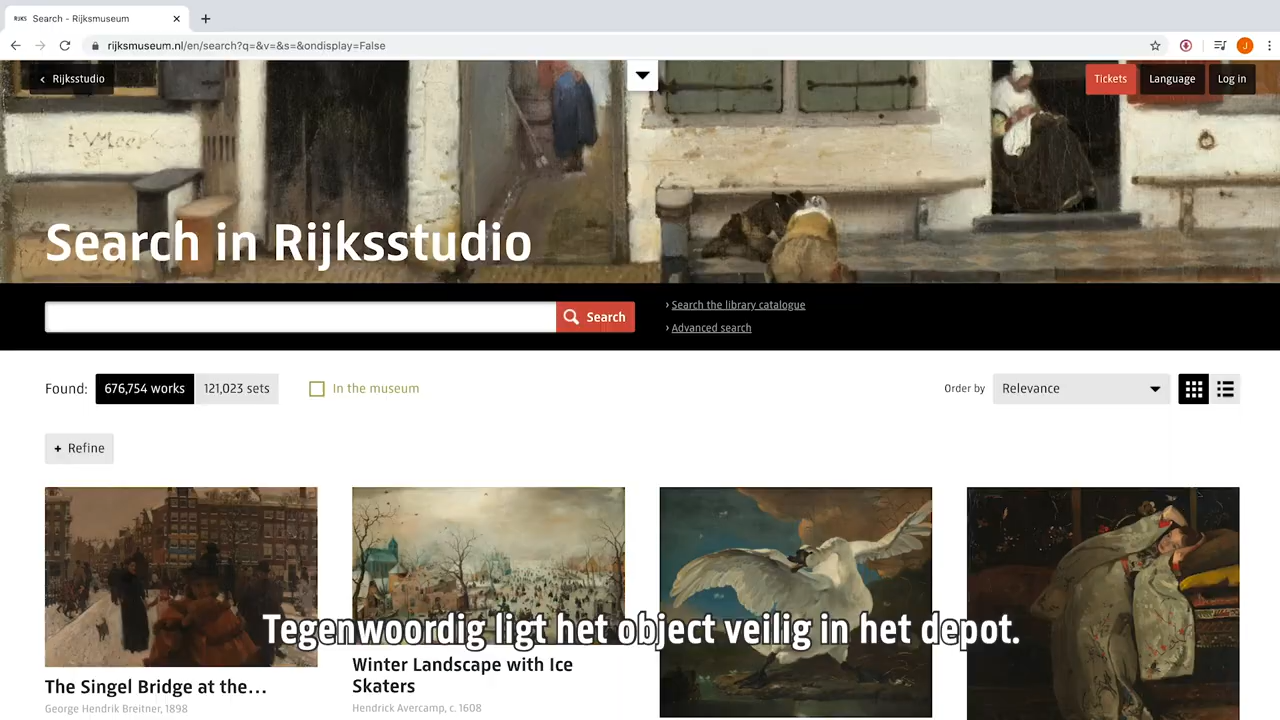 RIJKS Search - Rijksmuseum
rijksmuseum.nl/en/search?q=&v=&s=&ondisplay=False
J
Rijksstudio
Tickets
Language
Log in
Search in Rijksstudio
Search
› Search the library catalogue
› Advanced search
Found: 676,754 works 121,023 sets
In the museum
Order by Relevance
+ Refine
Tegenwoordig ligt het object veilig in het depot.
The Singel Bridge at the...
George Hendrik Breitner, 1898
Winter Landscape with Ice
Skaters
Hendrick Avercamp, c. 1608